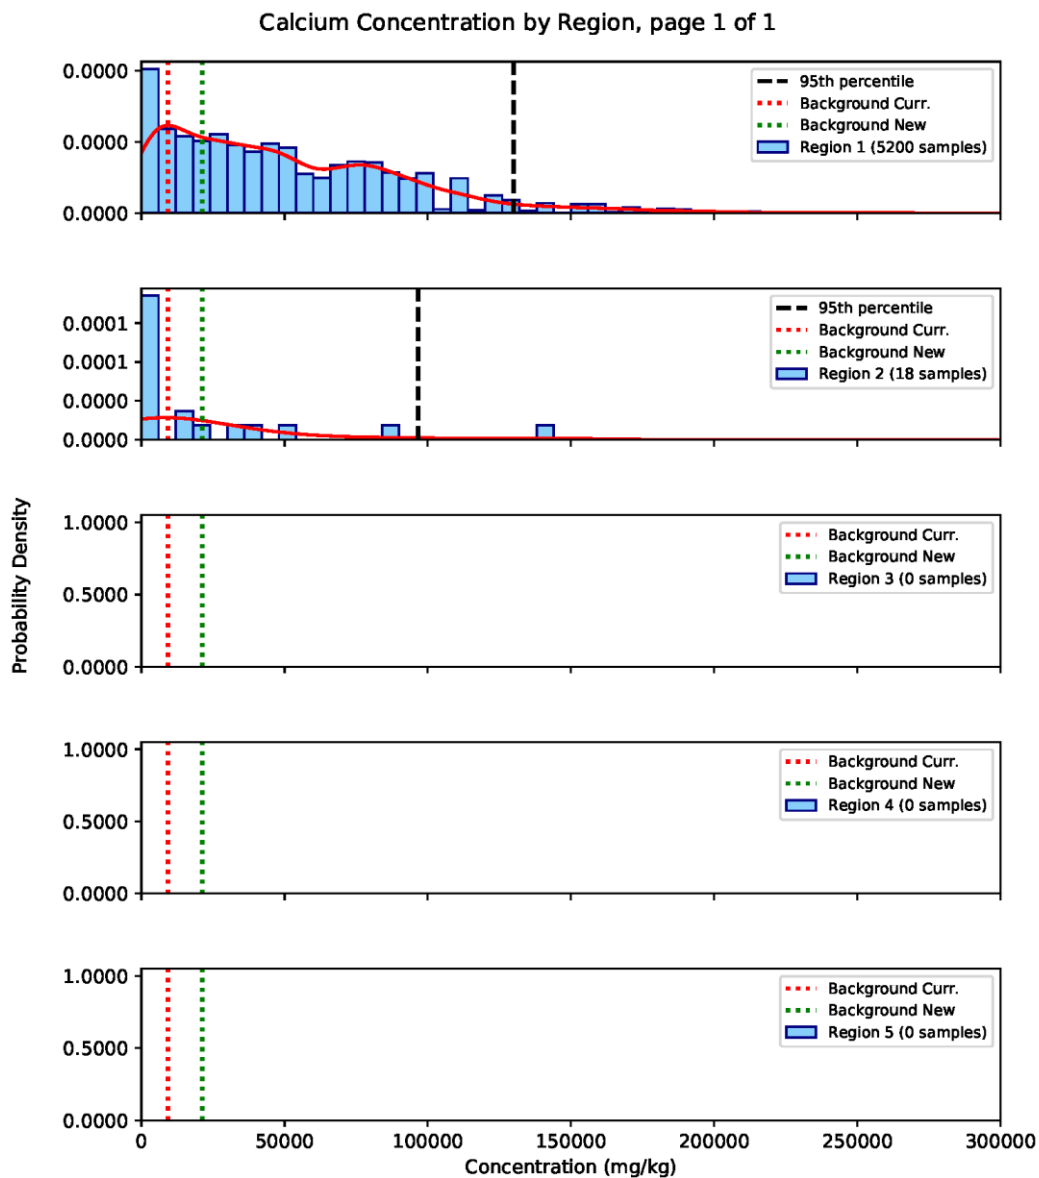 Calcium Concentration by Region, page 1 of 1
0.0000
0.0000
0.0000
95th percentile
Background Curr.
Background New
Region 1 (5200 samples)
0.0001
0.0001
0.0000
0.0000
95th percentile
Background Curr.
Background New
Region 2 (18 samples)
Probability Density
1.0000
0.5000
0.0000
Background Curr.
Background New
Region 3 (0 samples)
1.0000
0.5000
0.0000
Background Curr.
Background New
Region 4 (0 samples)
1.0000
0.5000
0.0000
Background Curr.
Background New
Region 5 (0 samples)
0 50000 100000 150000 200000 250000 300000
Concentration (mg/kg)